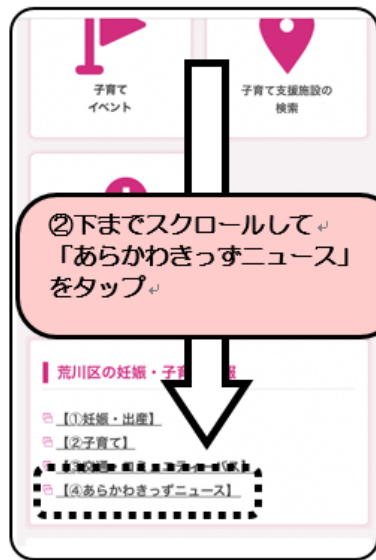 子育て
イベント
子育て支援施設の
検索
②下までスクロールして
「あらかわきっずニュース」
をタップ
荒川区の妊娠・子育
報
【①妊娠・出産】
【②子育て】
【④あらかわきっずニュース】